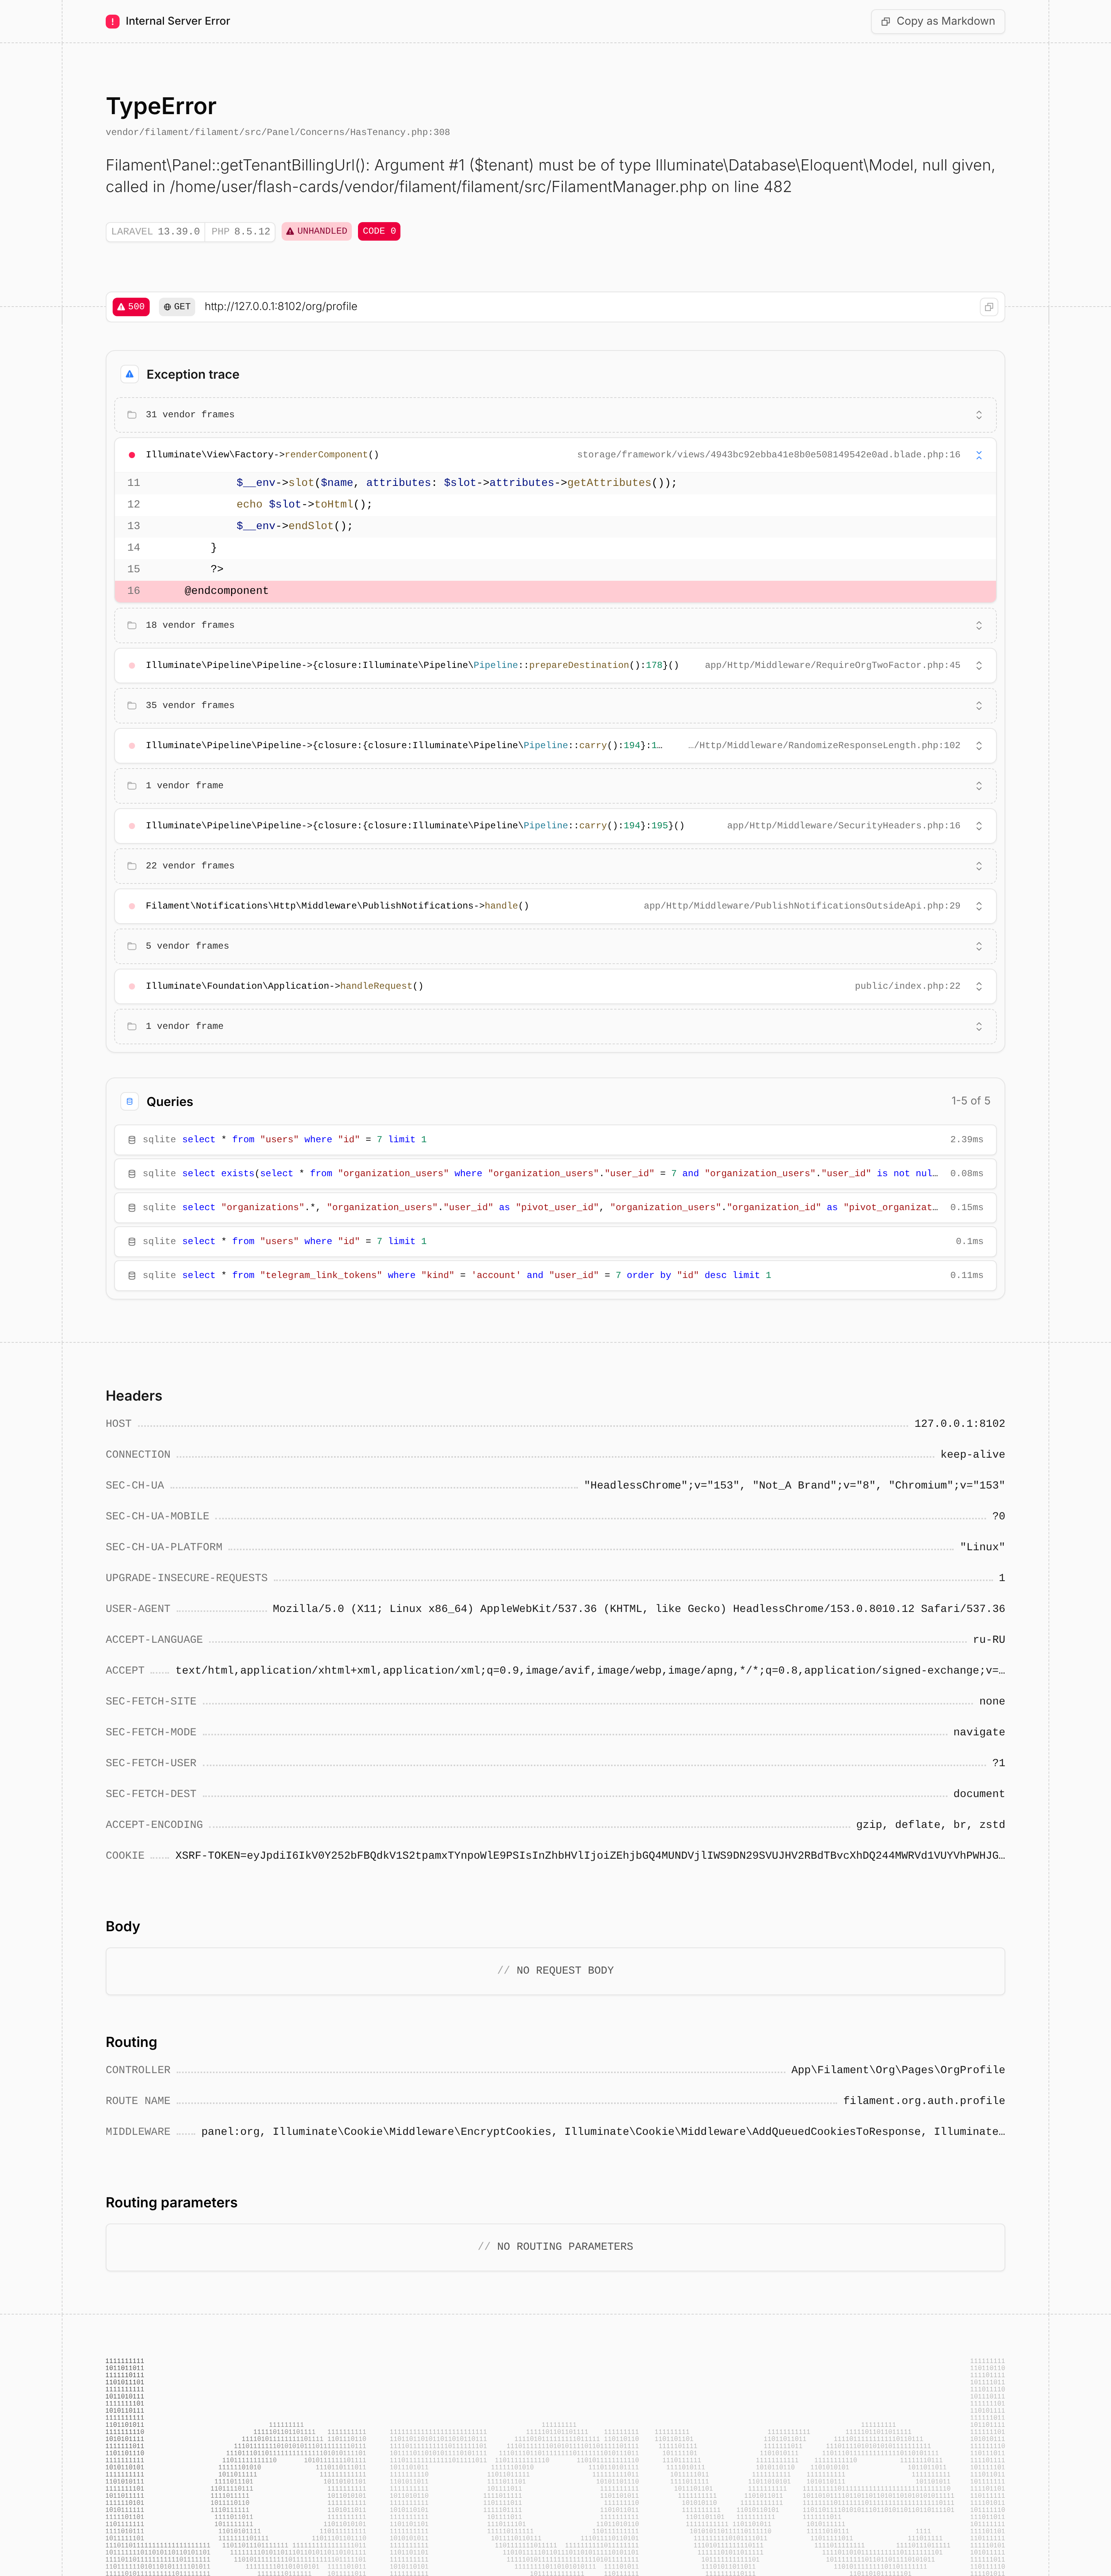 Internal Server Error
Copy as Markdown
TypeError
vendor/filament/filament/src/Panel/Concerns/HasTenancy.php:308
Filament\Panel::getTenantBillingUrl(): Argument #1 ($tenant) must be of type Illuminate\Database\Eloquent\Model, null given,
called in /home/user/flash-cards/vendor/filament/filament/src/FilamentManager.php on line 482
LARAVEL 13.39.0 PHP 8.5.12 UNHANDLED CODE 0
500 GET http://127.0.0.1:8102/org/profile
Exception trace
31 vendor frames
Illuminate\View\Factory->renderComponent() storage/framework/views/4943bc92ebba41e8b0e508149542e0ad.blade.php:16
11 $__env->slot($name, attributes: $slot->attributes->getAttributes());
12 echo $slot->toHtml();
13 $__env->endSlot();
14 }
15 ?>
16 @endcomponent
18 vendor frames
Illuminate\Pipeline\Pipeline->{closure:Illuminate\Pipeline\Pipeline::prepareDestination():178}() app/Http/Middleware/RequireOrgTwoFactor.php:45
35 vendor frames
Illuminate\Pipeline\Pipeline->{closure:{closure:Illuminate\Pipeline\Pipeline::carry():194}:1… …/Http/Middleware/RandomizeResponseLength.php:102
1 vendor frame
Illuminate\Pipeline\Pipeline->{closure:{closure:Illuminate\Pipeline\Pipeline::carry():194}:195}() app/Http/Middleware/SecurityHeaders.php:16
22 vendor frames
Filament\Notifications\Http\Middleware\PublishNotifications->handle() app/Http/Middleware/PublishNotificationsOutsideApi.php:29
5 vendor frames
Illuminate\Foundation\Application->handleRequest() public/index.php:22
1 vendor frame
Queries 1-5 of 5
sqlite select * from "users" where "id" = 7 limit 1 2.39ms
sqlite select exists(select * from "organization_users" where "organization_users"."user_id" = 7 and "organization_users"."user_id" is not nul… 0.08ms
sqlite select "organizations".*, "organization_users"."user_id" as "pivot_user_id", "organization_users"."organization_id" as "pivot_organizat… 0.15ms
sqlite select * from "users" where "id" = 7 limit 1 0.1ms
sqlite select * from "telegram_link_tokens" where "kind" = 'account' and "user_id" = 7 order by "id" desc limit 1 0.11ms
Headers
HOST 127.0.0.1:8102
CONNECTION keep-alive
SEC-CH-UA "HeadlessChrome";v="153", "Not_A Brand";v="8", "Chromium";v="153"
SEC-CH-UA-MOBILE ?0
SEC-CH-UA-PLATFORM "Linux"
UPGRADE-INSECURE-REQUESTS 1
USER-AGENT Mozilla/5.0 (X11; Linux x86_64) AppleWebKit/537.36 (KHTML, like Gecko) HeadlessChrome/153.0.8010.12 Safari/537.36
ACCEPT-LANGUAGE ru-RU
ACCEPT text/html,application/xhtml+xml,application/xml;q=0.9,image/avif,image/webp,image/apng,*/*;q=0.8,application/signed-exchange;v=…
SEC-FETCH-SITE none
SEC-FETCH-MODE navigate
SEC-FETCH-USER ?1
SEC-FETCH-DEST document
ACCEPT-ENCODING gzip, deflate, br, zstd
COOKIE
Body
// NO REQUEST BODY
Routing
CONTROLLER App\Filament\Org\Pages\OrgProfile
ROUTE NAME filament.org.auth.profile
MIDDLEWARE panel:org, Illuminate\Cookie\Middleware\EncryptCookies, Illuminate\Cookie\Middleware\AddQueuedCookiesToResponse, Illuminate…
Routing parameters
// NO ROUTING PARAMETERS